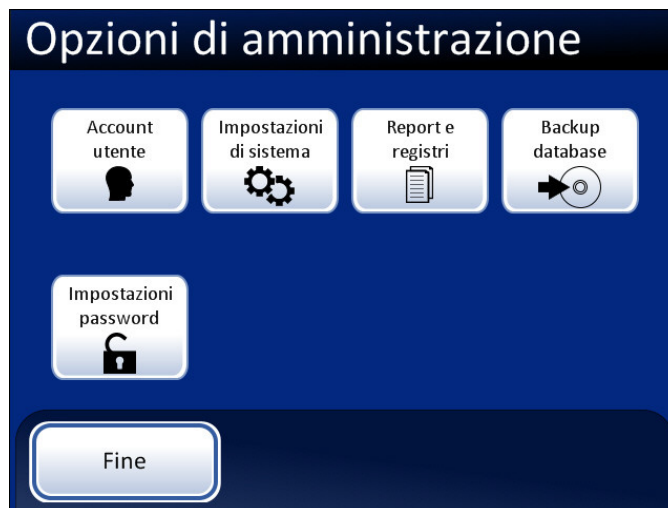 Opzioni di amministrazione
Account
utente
Impostazioni
di sistema
Report e
registri
Backup
database
Impostazioni
password
Fine